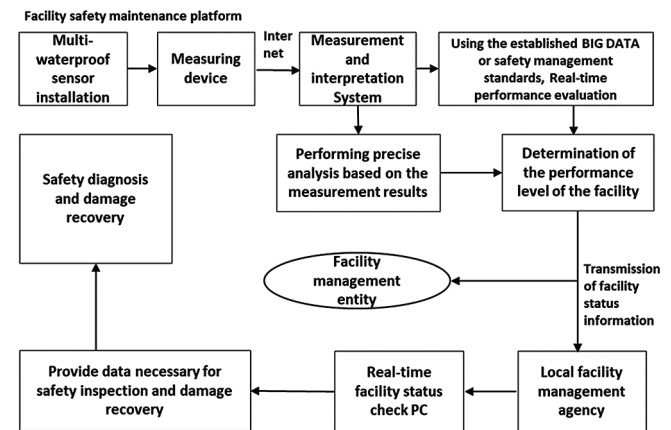 Facility safety maintenance platform
Multi-
waterproof
sensor
installation
Measuring
device
Inter
net
Measurement
and
interpretation
System
Using the established BIG DATA
or safety management
standards, Real-time
performance evaluation
Safety diagnosis
and damage
recovery
Performing precise
analysis based on the
measurement results
Determination of
the performance
level of the facility
Facility
management
entity
Transmission
of facility
status
information
Provide data necessary for
safety inspection and damage
recovery
Real-time
facility status
check PC
Local facility
management
agency